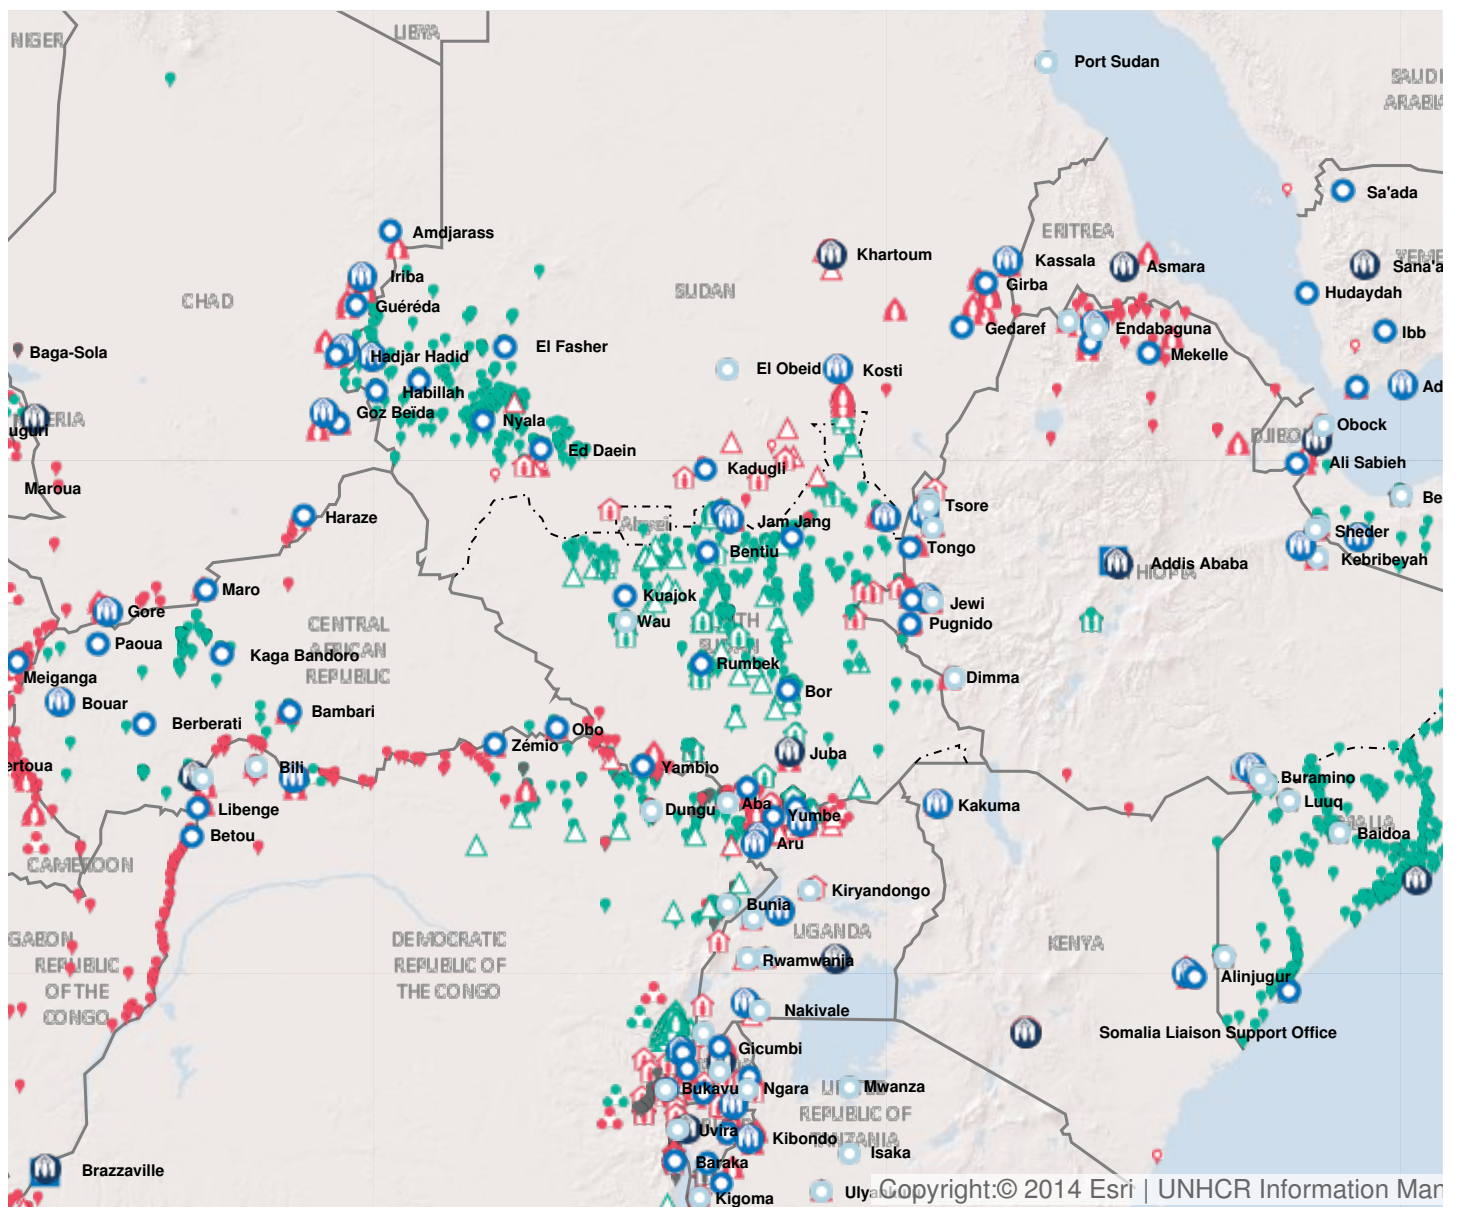 NIGER
LIBYA
Port Sudan
Sa'ada
Amdjarass
ERITREA
Khartoum
Kassala
Asmara
Sana'a
Iriba
Girba
CHAD
SUDAN
Hudaydah
Guéréda
Gedaref
Endabaguna
Ibb
Baga-Sola
El Fasher
Hadjar Hadid
Mekelle
El Obeid
Kosti
Habillah
Goz Beïda
Nyala
Obock
Ed Daein
Kadugli
Ali Sabieh
Maroua
Haraze
Jam Jang
Tsore
Sheder
Bentiu
Tongo
Kebribeyah
Addis Ababa
Maro
Kuajok
Jewi
Gore
Wau
Pugnido
CENTRAL
AFRICAN
REPUBLIC
Paoua
Kaga Bandoro
Rumbek
Dimma
Meiganga
Bouar
Bor
Berberati
Bambari
Obo
Zémio
Juba
Bili
Yambio
Buramino
Libenge
Dungu
Aba
Kakuma
Luuq
Yumbe
Betou
Aru
Baidoa
CAMEROON
Kiryandongo
Bunia
UGANDA
KENYA
GABON
REPUBLIC
OF THE
CONGO
DEMOCRATIC
REPUBLIC OF
THE CONGO
Rwamwanja
Alinjugur
Nakivale
Somalia Liaison Support Office
Gicumbi
Bukavu
Ngara
Mwanza
UNITED
REPUBLIC OF
TANZANIA
Uvira
Kibondo
Isaka
Brazzaville
Baraka
Kigoma
Copyright:© 2014 Esri | UNHCR Information Man